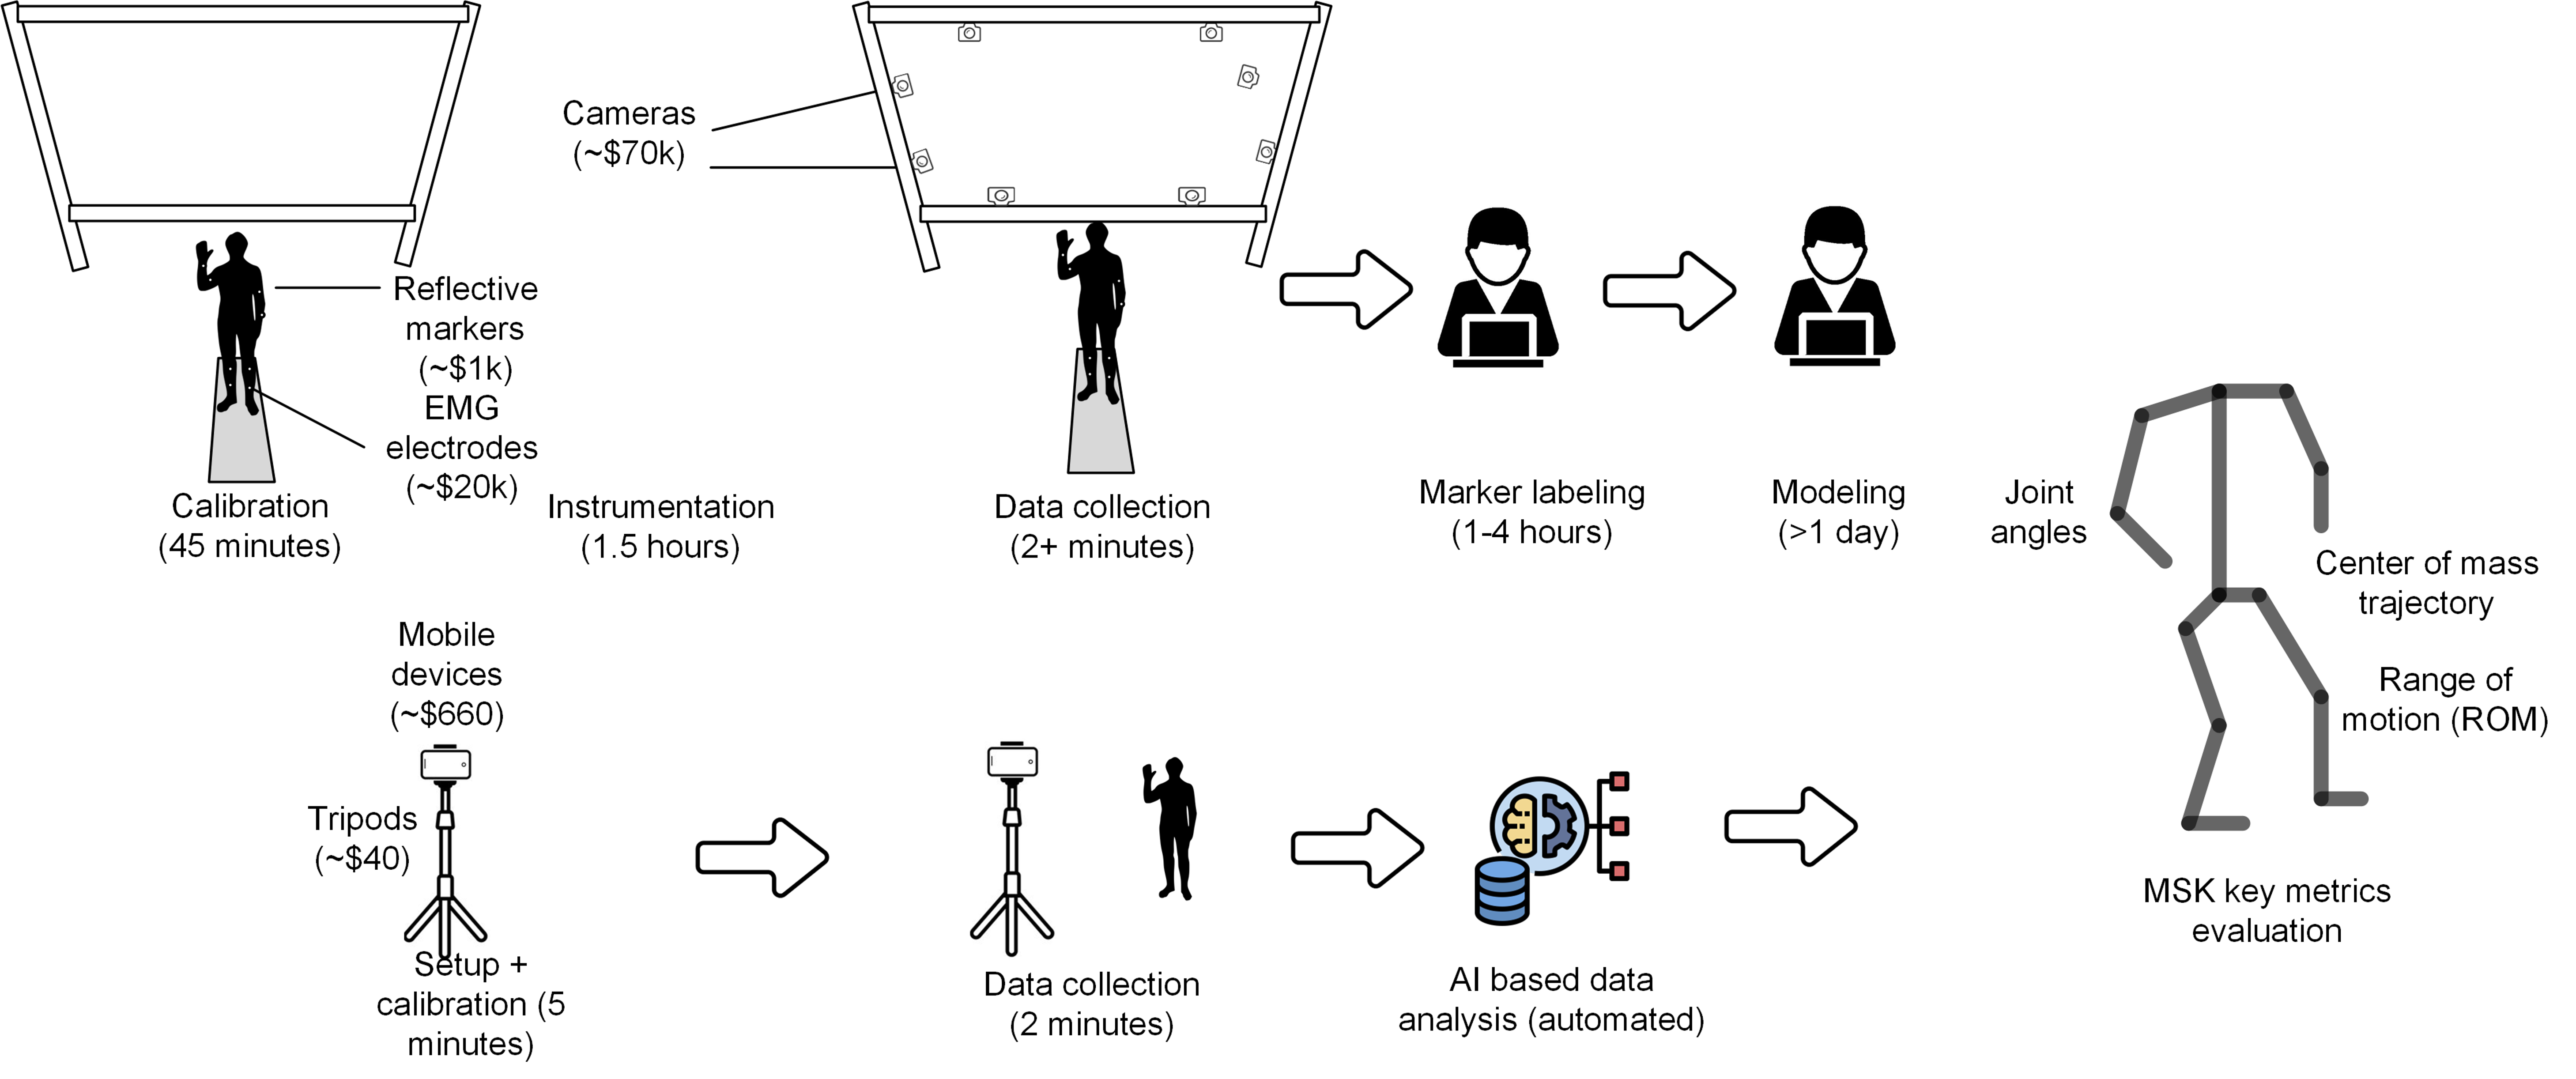 Cameras
(~$70k)
Reflective
markers
(~$1k)
EMG
electrodes
(~$20k)
Calibration
(45 minutes)
Instrumentation
(1.5 hours)
Data collection
(2+ minutes)
Marker labeling
(1-4 hours)
Modeling
(>1 day)
Joint
angles
Center of mass
trajectory
Range of
motion (ROM)
MSK key metrics
evaluation
Mobile
devices
(~$660)
Tripods
(~$40)
Setup +
calibration (5
minutes)
Data collection
(2 minutes)
AI based data
analysis (automated)